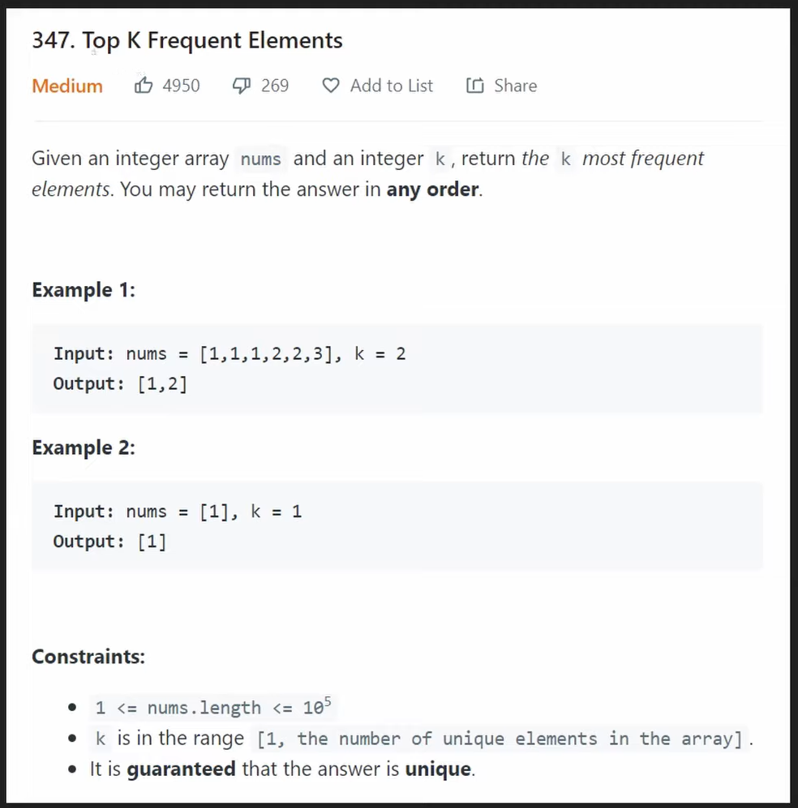 347. Top K Frequent Elements
Medium 4950 269 Add to List Share
Given an integer array nums and an integer k, return the k most frequent
elements. You may return the answer in any order.
Example 1:
Input: nums = [1,1,1,2,2,3], k = 2
Output: [1,2]
Example 2:
Input: nums = [1], k = 1
Output: [1]
Constraints:
• 1 <= nums.length <= 10⁵
• k is in the range [1, the number of unique elements in the array].
• It is guaranteed that the answer is unique.